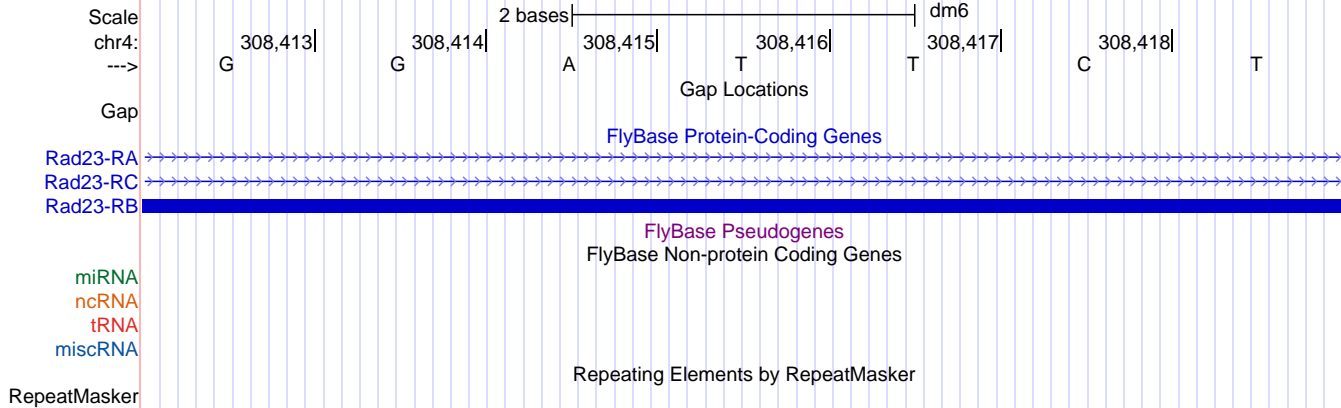 Scale 2 bases dm6
chr4: 308,413 308,414 308,415 308,416 308,417 308,418
---> G G A T T C T
Gap Locations
Gap
FlyBase Protein-Coding Genes
Rad23-RA
Rad23-RC
Rad23-RB
FlyBase Pseudogenes
FlyBase Non-protein Coding Genes
miRNA
ncRNA
tRNA
miscRNA
Repeating Elements by RepeatMasker
RepeatMasker